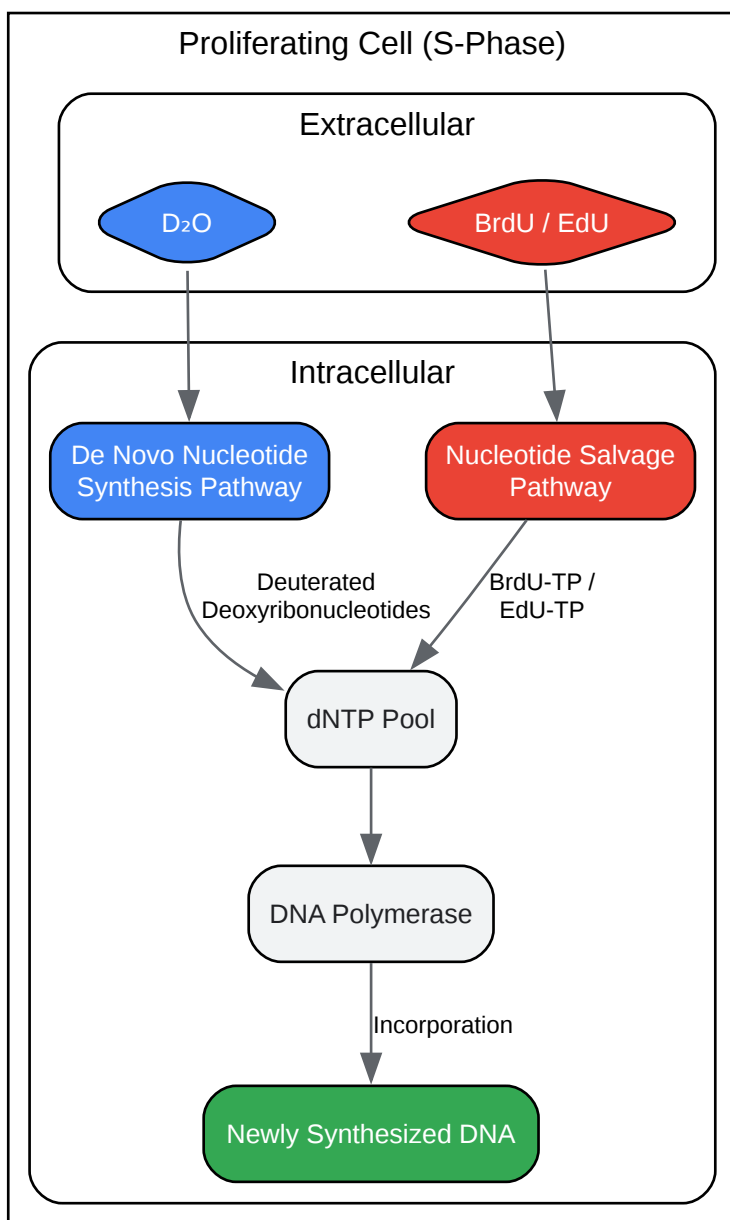 Proliferating Cell (S-Phase)
Extracellular
D₂O
BrdU / EdU
Intracellular
De Novo Nucleotide
Synthesis Pathway
Nucleotide Salvage
Pathway
Deuterated
Deoxyribonucleotides
BrdU-TP /
EdU-TP
dNTP Pool
DNA Polymerase
Incorporation
Newly Synthesized DNA